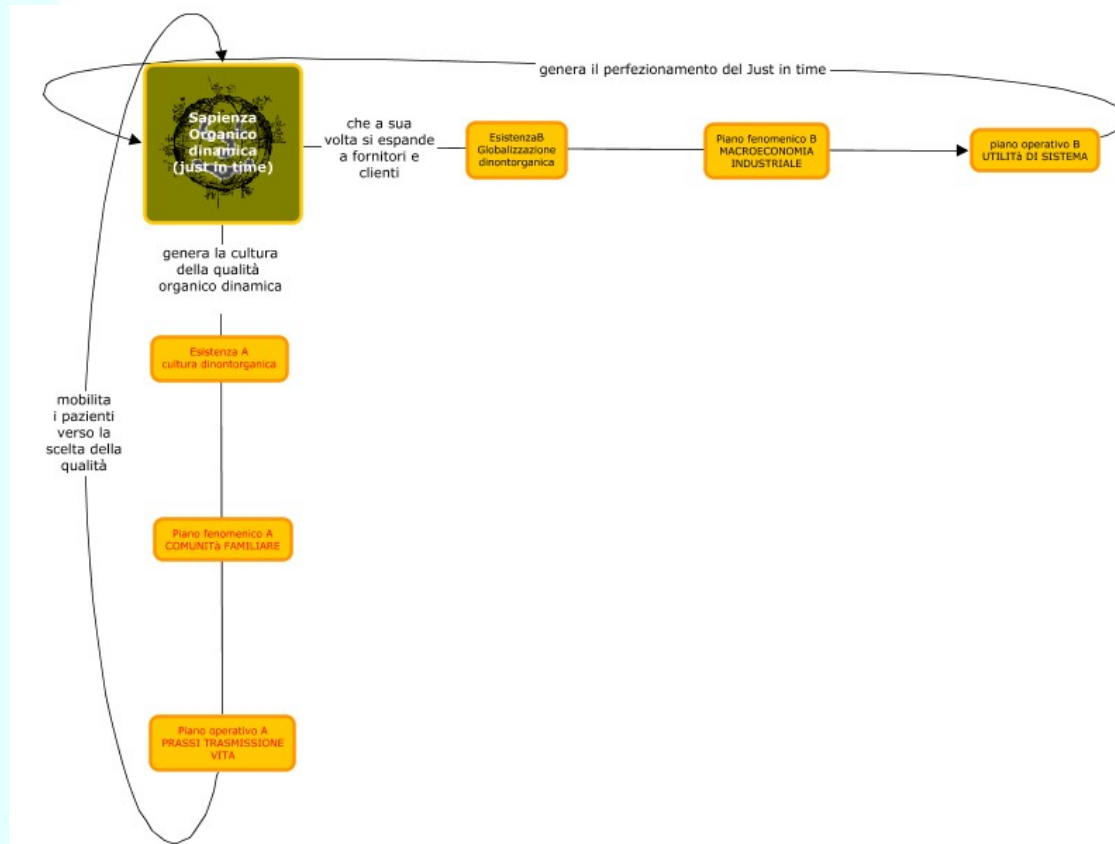 genera il perfezionamento del Just in time
Sapienza
Organico
dinamica
(just in time)
che a sua
volta si espande
a fornitori e
clienti
EsistenzaB
Globalizzazione
dinontorganica
Piano fenomenico B
MACROECONOMIA
INDUSTRIALE
piano operativo B
UTILITà DI SISTEMA
genera la cultura
della qualità
organico dinamica
Esistenza A
cultura dinontorganica
mobilita
i pazienti
verso la
scelta della
qualità
Piano fenomenico A
COMUNITà FAMILIARE
Piano operativo A
PRASSI TRASMISSIONE
VITA